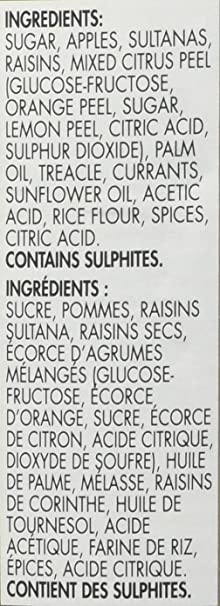 INGREDIENTS:
SUGAR, APPLES, SULTANAS,
RAISINS, MIXED CITRUS PEEL
(GLUCOSE-FRUCTOSE,
ORANGE PEEL, SUGAR,
LEMON PEEL, CITRIC ACID,
SULPHUR DIOXIDE), PALM
OIL, TREACLE, CURRANTS,
SUNFLOWER OIL, ACETIC
ACID, RICE FLOUR, SPICES,
CITRIC ACID.
CONTAINS SULPHITES.
INGRÉDIENTS :
SUCRE, POMMES, RAISINS
SULTANA, RAISINS SECS,
ÉCORCE D'AGRUMES
MÉLANGÉS (GLUCOSE-
FRUCTOSE, ÉCORCE
D'ORANGE, SUCRE, ÉCORCE
DE CITRON, ACIDE CITRIQUE,
DIOXYDE DE SOUFRE), HUILE
DE PALME, MÉLASSE, RAISINS
DE CORINTHE, HUILE DE
TOURNESOL, ACIDE
ACÉTIQUE, FARINE DE RIZ,
ÉPICES, ACIDE CITRIQUE.
CONTIENT DES SULPHITES.